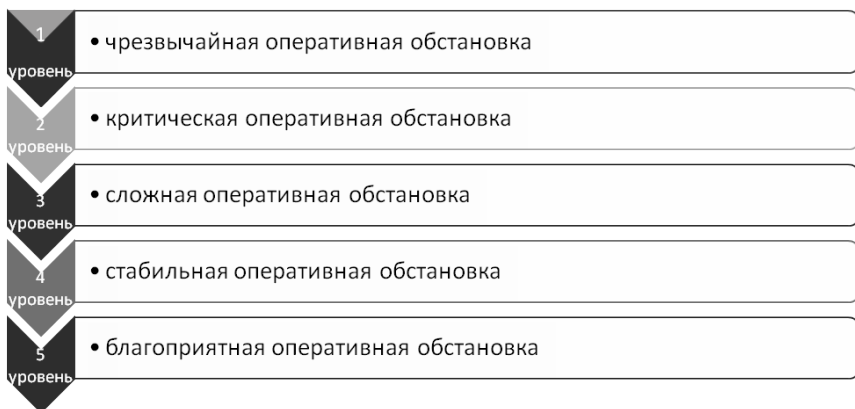 1
уровень
• чрезвычайная оперативная обстановка
2
уровень
• критическая оперативная обстановка
3
уровень
• сложная оперативная обстановка
4
уровень
• стабильная оперативная обстановка
5
уровень
• благоприятная оперативная обстановка